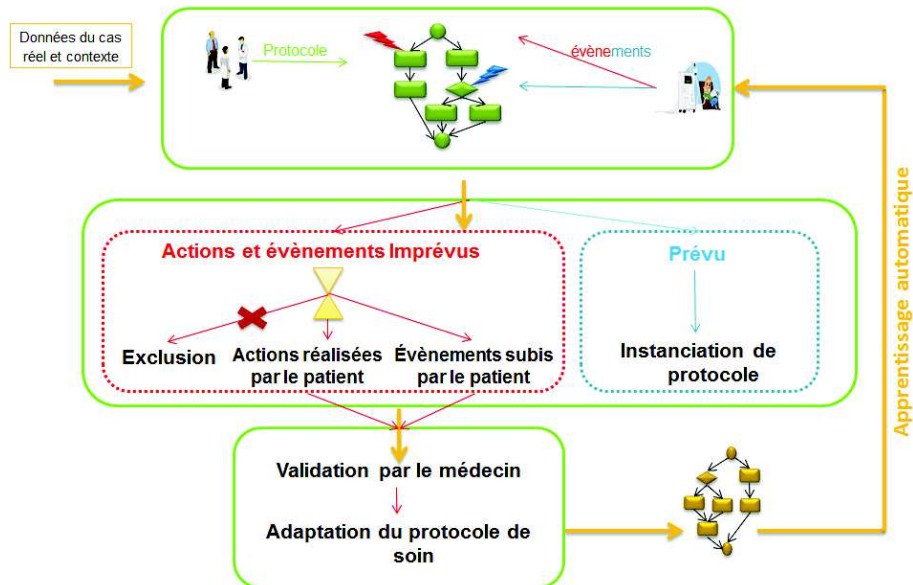 Données du cas
réel et contexte
Protocole
évènements
Actions et évènements Imprévus
Prévu
Exclusion
Actions réalisées
par le patient
Évènements subis
par le patient
Instanciation de
protocole
Validation par le médecin
Adaptation du protocole de
soin
Apprentissage automatique